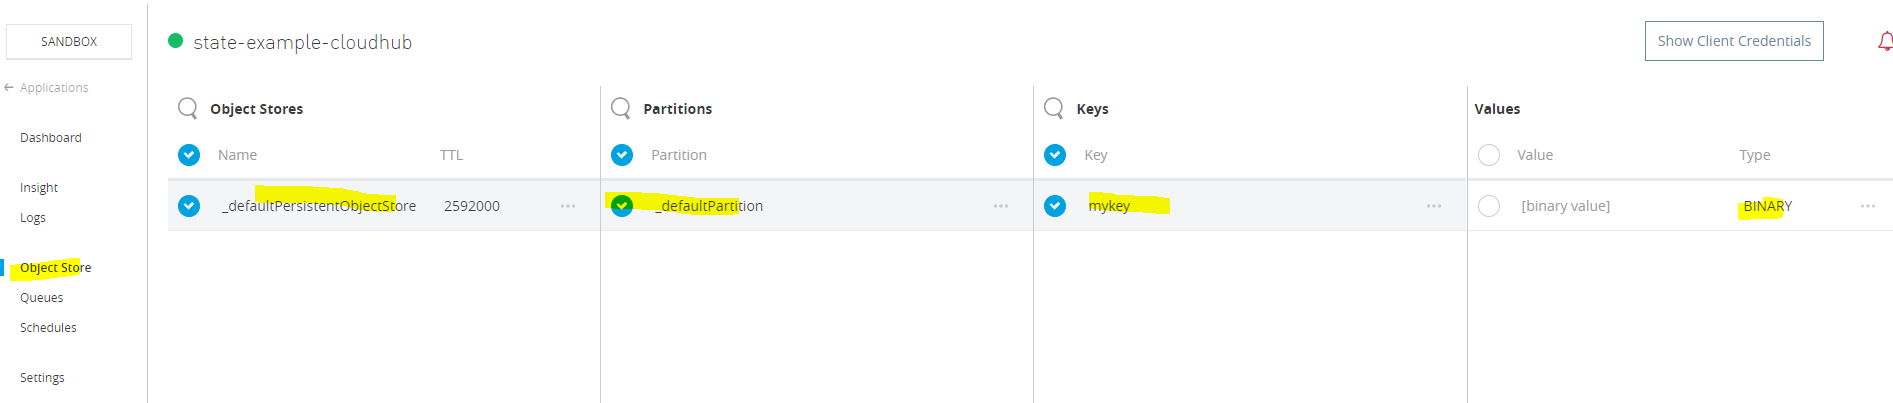 SANDBOX
Applications
Dashboard
Insight
Logs
Object Store
Queues
Schedules
Settings
state-example-cloudhub
Show Client Credentials
Object Stores
Name TTL
_defaultPersistentObjectStore 2592000
Partitions
Partition
_defaultPartition
Keys
Key
mykey
Values
Value Type
[binary value] BINARY